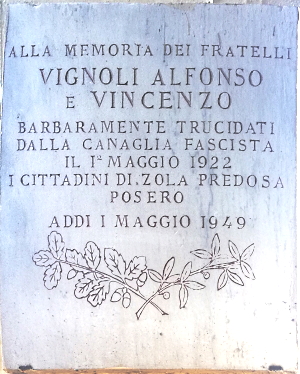 ALLA MEMORIA DEI FRATELLI
VIGNOLI ALFONSO
E VINCENZO
BARBARAMENTE TRUCIDATI
DALLA CANAGLIA FASCISTA
IL 1º MAGGIO 1922
I CITTADINI DI ZOLA PREDOSA
POSERO
ADDI 1 MAGGIO 1949